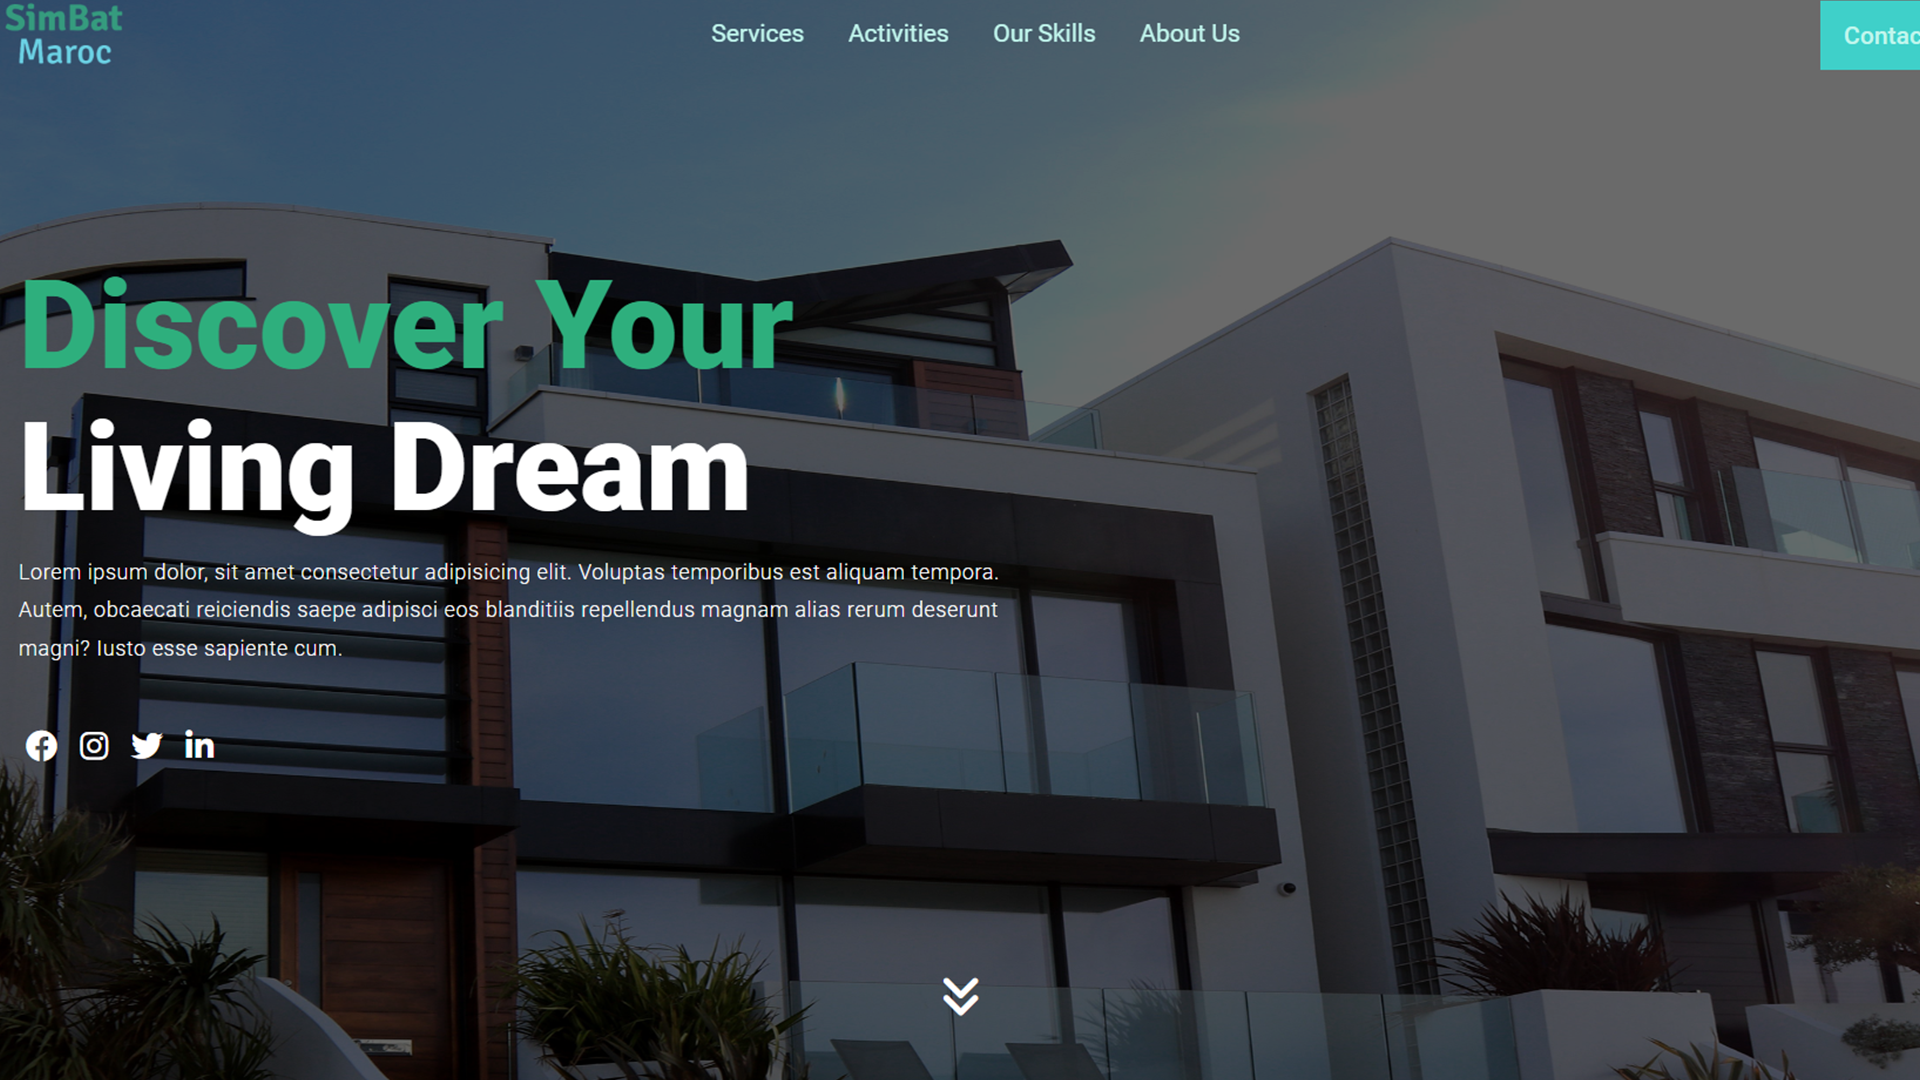 SimBat
Maroc
Services
Activities
Our Skills
About Us
Contac
Discover Your
Living Dream
Lorem ipsum dolor, sit amet consectetur adipisicing elit. Voluptas temporibus est aliquam tempora.
Autem, obcaecati reiciendis saepe adipisci eos blanditiis repellendus magnam alias rerum deserunt
magni? Iusto esse sapiente cum.